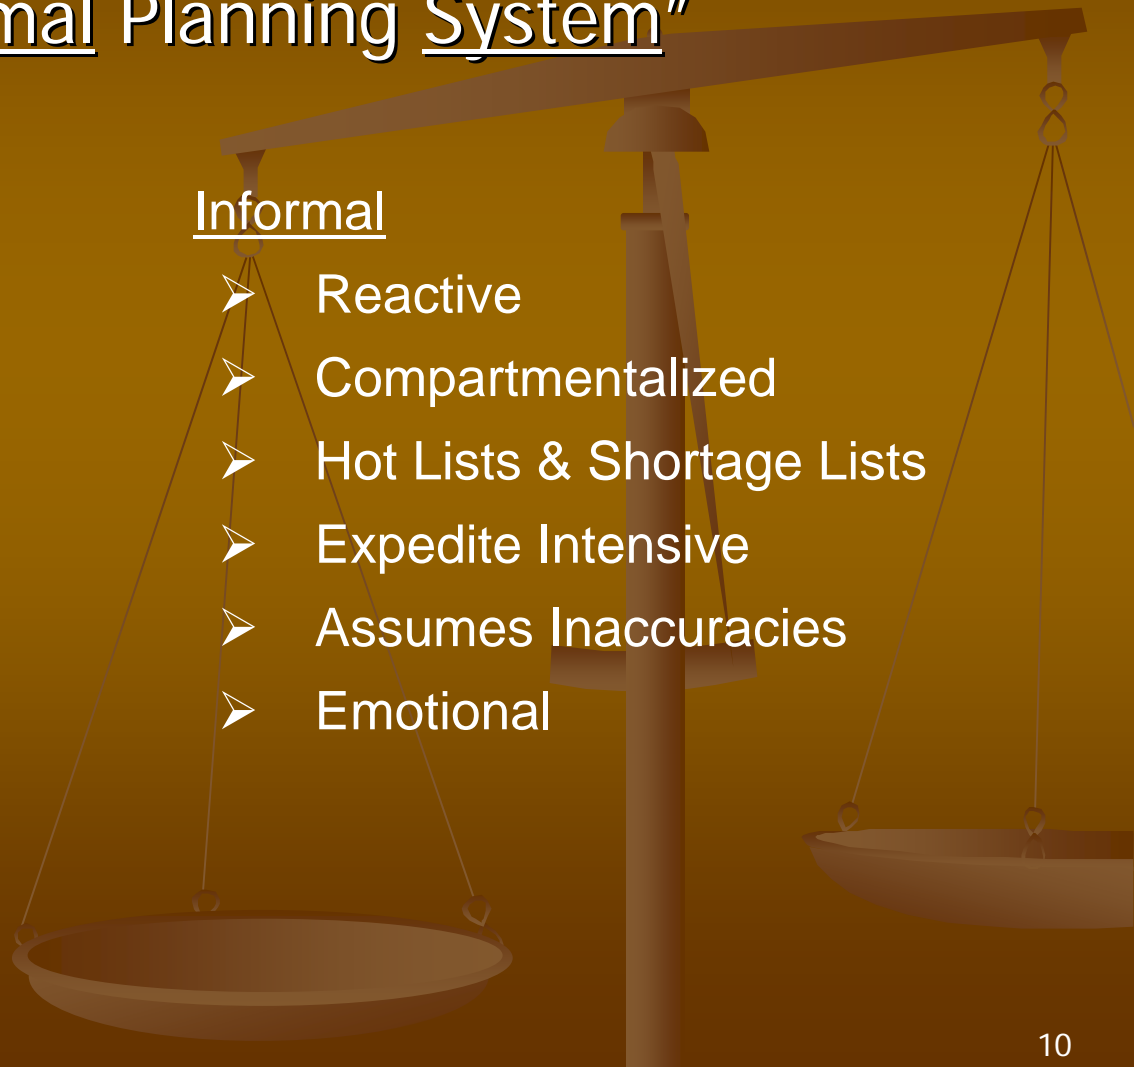 mal Planning System"
Informal
➢ Reactive
➢ Compartmentalized
➢ Hot Lists & Shortage Lists
➢ Expedite Intensive
➢ Assumes Inaccuracies
➢ Emotional
10